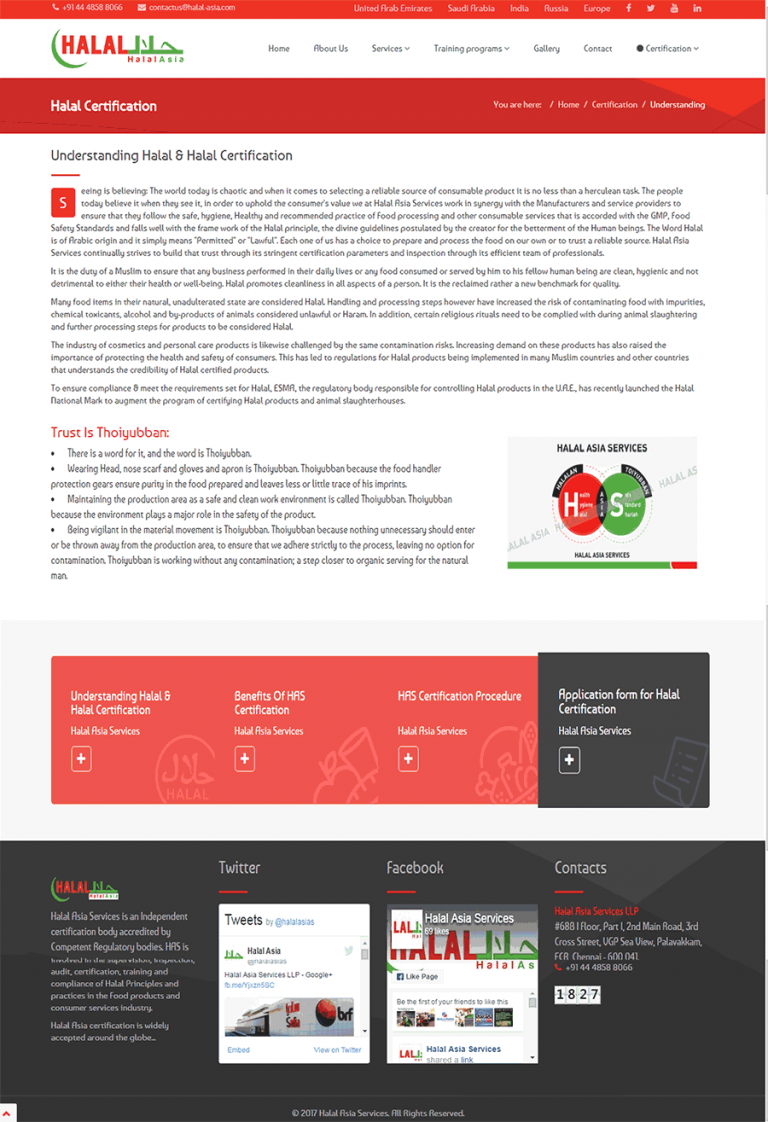 +91 44 4858 8066 contactus@halal-asia.com United Arab Emirates Saudi Arabia India Russia Europe
HALAL حلال
HalalAsia
Home About Us Services Training programs Gallery Contact Certification
Halal Certification
You are here: / Home / Certification / Understanding
Understanding Halal & Halal Certification
S eeing is believing: The world today is chaotic and when it comes to selecting a reliable source of consumable product it is no less than a herculean task. The people
today believe it when they see it, in order to uphold the consumer's value we at Halal Asia Services work in synergy with the Manufacturers and service providers to
ensure that they follow the safe, hygiene, Healthy and recommended practice of Food processing and other consumable services that is accorded with the GMP, Food
Safety Standards and falls well with the frame work of the Halal principle, the divine guidelines postulated by the creator for the betterment of the Human beings. The Word Halal
is of Arabic origin and it simply means "Permitted" or "Lawful". Each one of us has a choice to prepare and process the food on our own or to trust a reliable source. Halal Asia
Services continually strives to build that trust through its stringent certification parameters and inspection through its efficient team of professionals.
It is the duty of a Muslim to ensure that any business performed in their daily lives or any food consumed or served by him to his fellow human being are clean, hygienic and not
detrimental to either their health or well-being. Halal promotes cleanliness in all aspects of a person. It is the reclaimed rather a new benchmark for quality.
Many food items in their natural, unadulterated state are considered Halal. Handling and processing steps however have increased the risk of contaminating food with impurities,
chemical toxicants, alcohol and by-products of animals considered unlawful or Haram. In addition, certain religious rituals need to be complied with during animal slaughtering
and further processing steps for products to be considered Halal.
The industry of cosmetics and personal care products is likewise challenged by the same contamination risks. Increasing demand on these products has also raised the
importance of protecting the health and safety of consumers. This has led to regulations for Halal products being implemented in many Muslim countries and other countries
that understands the credibility of Halal certified products.
To ensure compliance & meet the requirements set for Halal, ESMA, the regulatory body responsible for controlling Halal products in the U.A.E., has recently launched the Halal
National Mark to augment the program of certifying Halal products and animal slaughterhouses.
Trust Is Thoiyubban:
• There is a word for it, and the word is Thoiyubban.
• Wearing Head, nose scarf and gloves and apron is Thoiyubban. Thoiyubban because the food handler
protection gears ensure purity in the food prepared and leaves less or little trace of his imprints.
• Maintaining the production area as a safe and clean work environment is called Thoiyubban. Thoiyubban
because the environment plays a major role in the safety of the product.
• Being vigilant in the material movement is Thoiyubban. Thoiyubban because nothing unnecessary should enter
or be thrown away from the production area, to ensure that we adhere strictly to the process, leaving no option for
contamination. Thoiyubban is working without any contamination; a step closer to organic serving for the natural
man.
HALAL ASIA SERVICES
HALALAN TOIYUBBAN
H A S
HALAL ASIA HALAL ASIA HALAL AS
HALAL ASIA SERVICES
Understanding Halal &
Halal Certification
Halal Asia Services
+
حلال
HALAL
Benefits Of HAS
Certification
Halal Asia Services
+
HAS Certification Procedure
Halal Asia Services
+
Application form for Halal
Certification
Halal Asia Services
+
HALAL حلال
HalalAsia
Halal Asia Services is an Independent
certification body accredited by
Competent Regulatory bodies. HAS is
involved in the supervision, inspection,
audit, certification, training and
compliance of Halal Principles and
practices in the Food products and
consumer services industry.
Halal Asia certification is widely
accepted around the globe...
Twitter
Tweets by @halalasias
Halal Asia
@halalasias
Halal Asia Services LLP - Google+
fb.me/Yjxzn5GC
brf
Embed View on Twitter
Facebook
Halal Asia Services
69 likes
HalalAs
Like Page
Be the first of your friends to like this
Halal Asia Services
shared a link
Contacts
Halal Asia Services LLP
#688 I Floor, Part I, 2nd Main Road, 3rd
Cross Street, UGP Sea View, Palavakkam,
ECR, Chennai - 600 041.
+91 44 4858 8066
1827
© 2017 Halal Asia Services. All Rights Reserved.